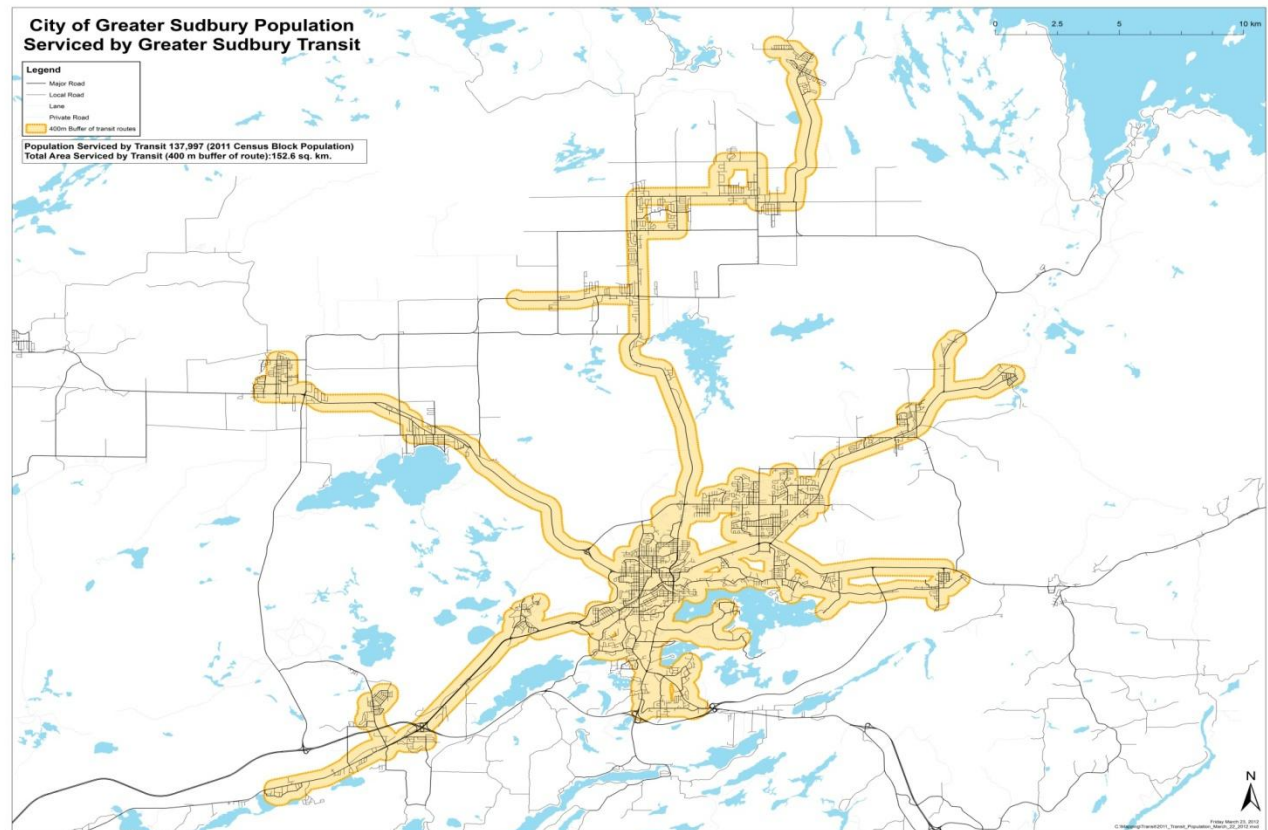 City of Greater Sudbury Population
Serviced by Greater Sudbury Transit
Legend
Major Road
Local Road
Lane
Private Road
400m Buffer of transit routes
Population Serviced by Transit 137,997 (2011 Census Block Population)
Total Area Serviced by Transit (400 m buffer of route):152.6 sq. km.
0 2.5 5 10 km
N
Friday March 23, 2012